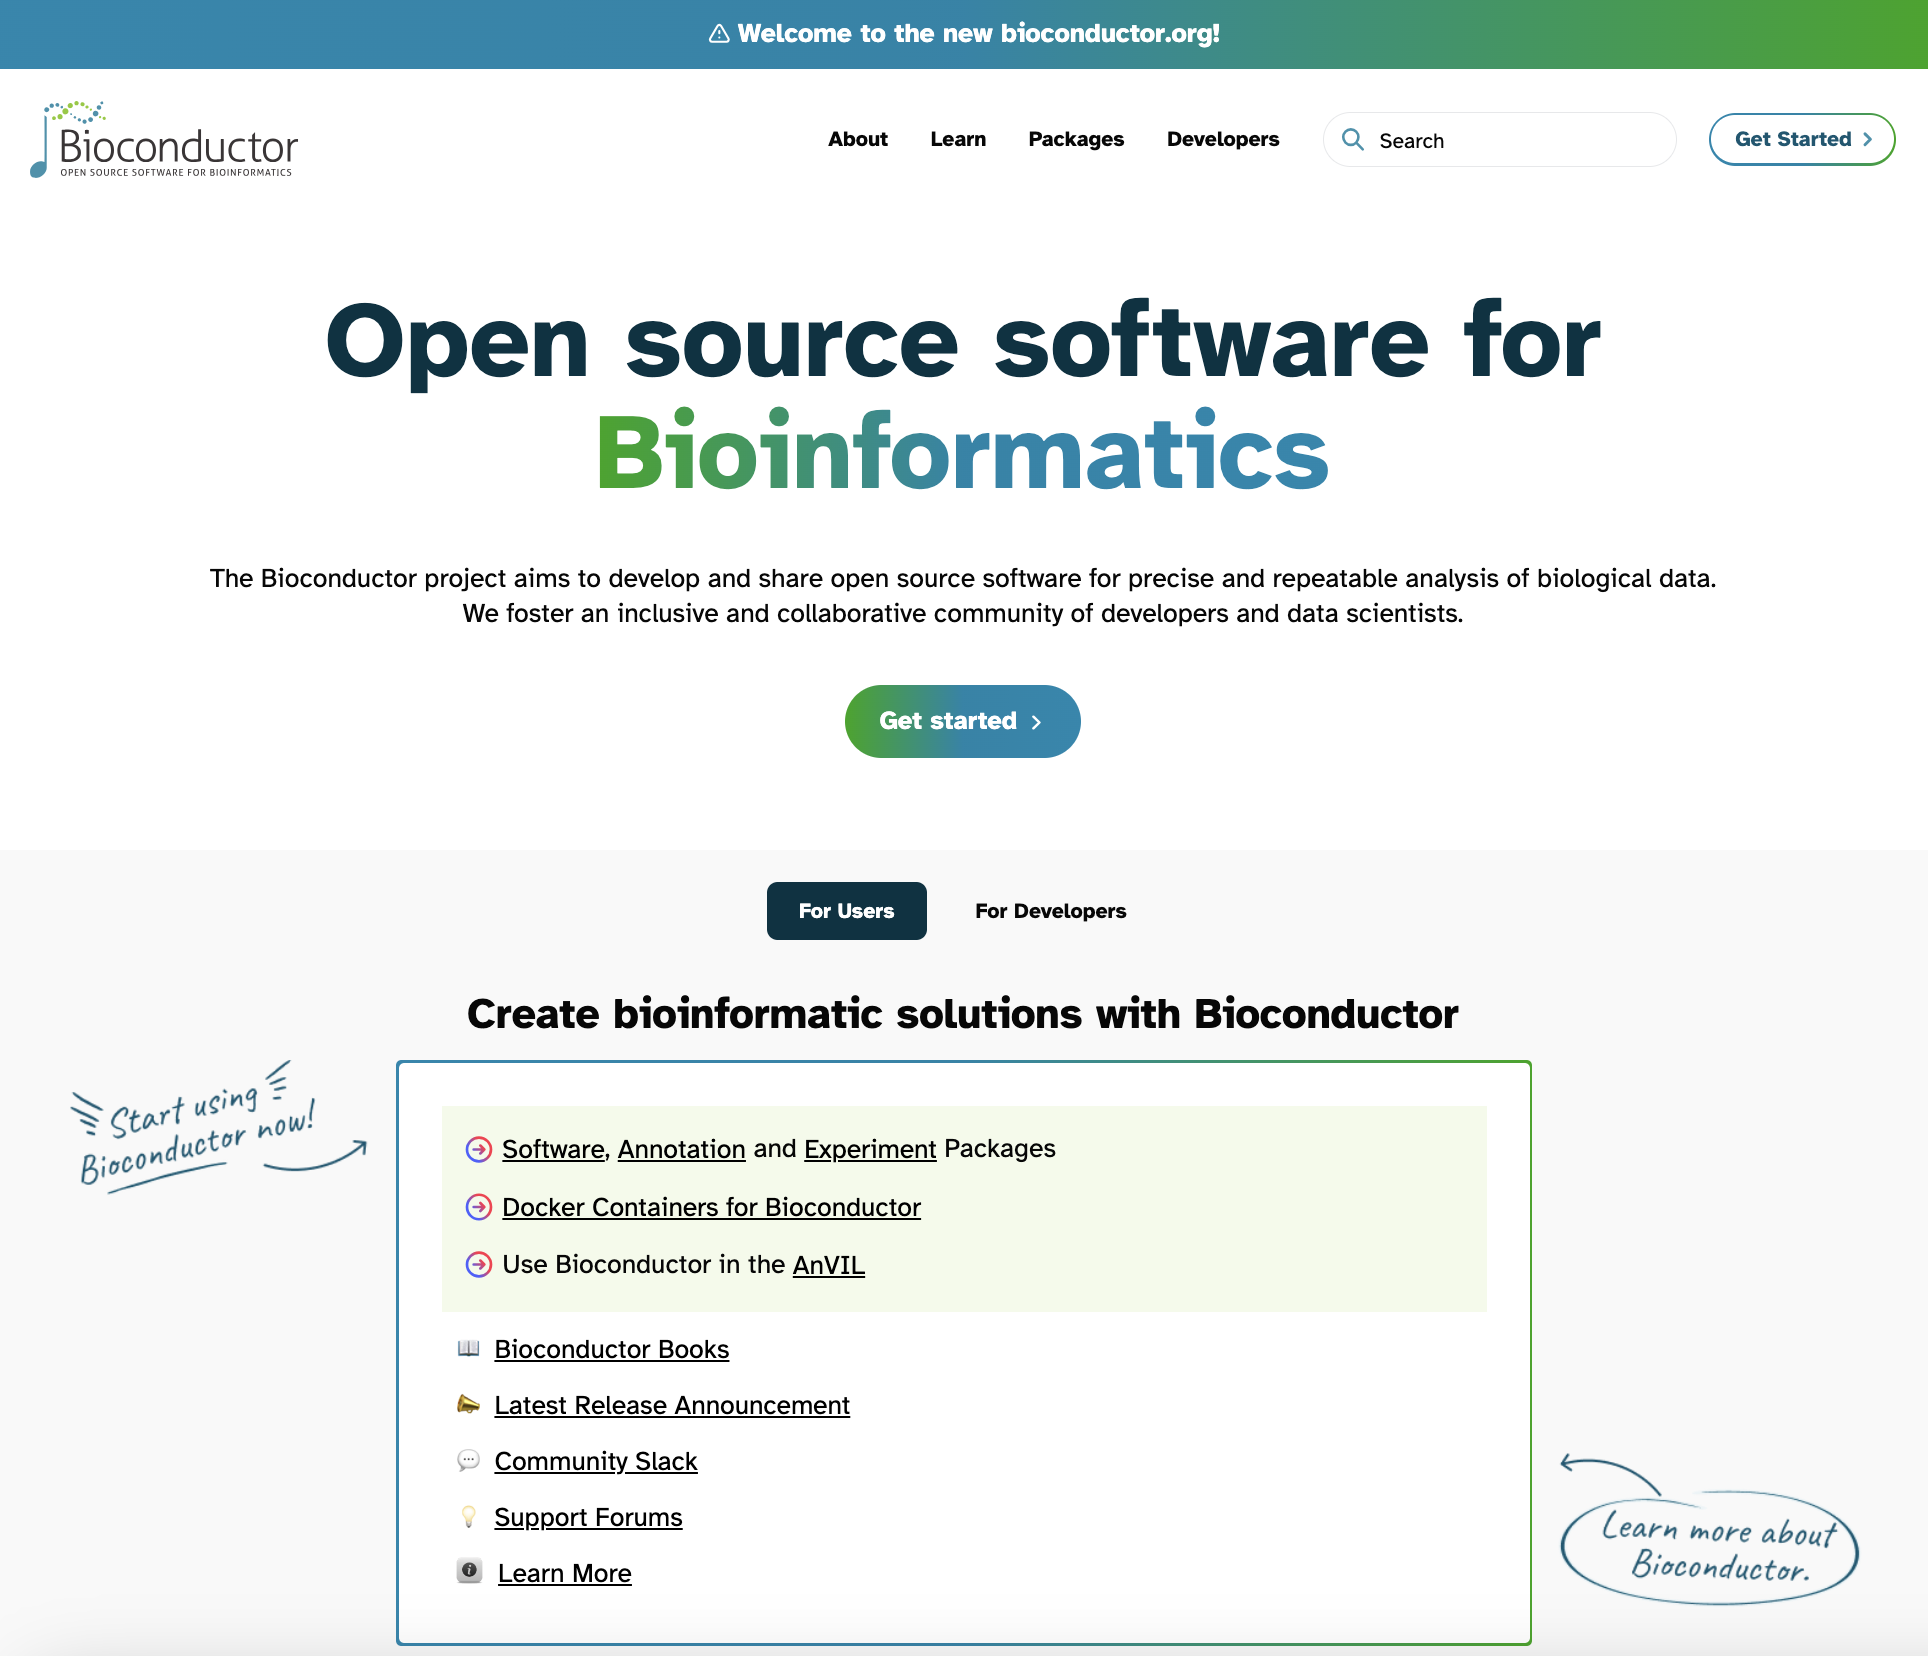 Welcome to the new bioconductor.org!
Bioconductor
OPEN SOURCE SOFTWARE FOR BIOINFORMATICS
About Learn Packages Developers Search Get Started
Open source software for
Bioinformatics
The Bioconductor project aims to develop and share open source software for precise and repeatable analysis of biological data.
We foster an inclusive and collaborative community of developers and data scientists.
Get started
For Users For Developers
Create bioinformatic solutions with Bioconductor
Start using
Bioconductor now!
Software, Annotation and Experiment Packages
Docker Containers for Bioconductor
Use Bioconductor in the AnVIL
Bioconductor Books
Latest Release Announcement
Community Slack
Support Forums
Learn More
Learn more about
Bioconductor.